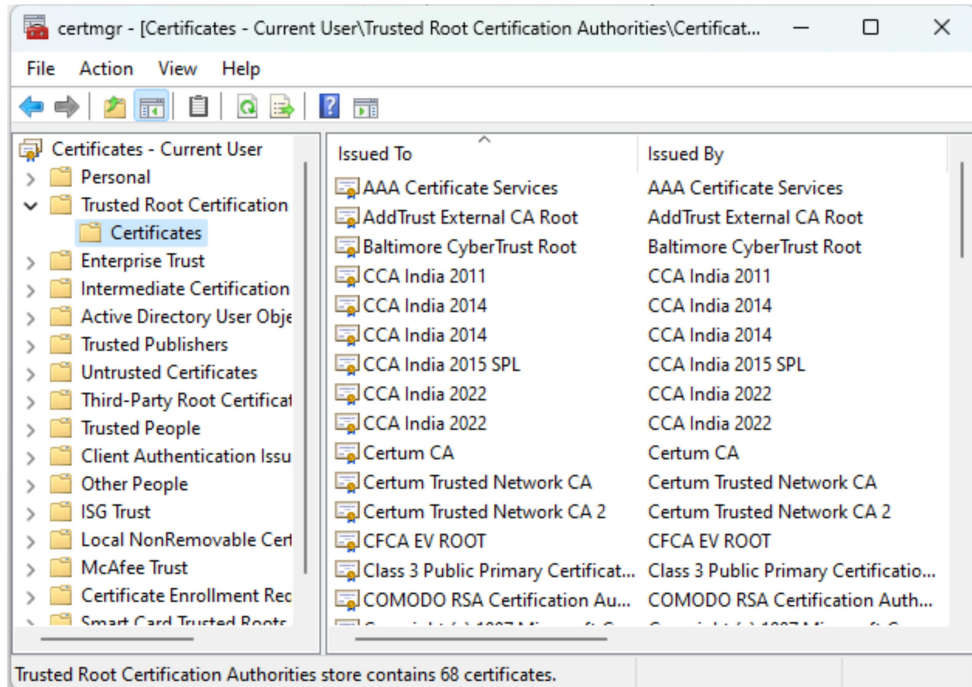 certmgr - [Certificates - Current User\Trusted Root Certification Authorities\Certificat...
File Action View Help
Certificates - Current User
Personal
Trusted Root Certification
Certificates
Enterprise Trust
Intermediate Certification
Active Directory User Obje
Trusted Publishers
Untrusted Certificates
Third-Party Root Certificat
Trusted People
Client Authentication Issu
Other People
ISG Trust
Local NonRemovable Cert
McAfee Trust
Certificate Enrollment Req
Smart Card Trusted Roots
Issued To Issued By
AAA Certificate Services AAA Certificate Services
AddTrust External CA Root AddTrust External CA Root
Baltimore CyberTrust Root Baltimore CyberTrust Root
CCA India 2011 CCA India 2011
CCA India 2014 CCA India 2014
CCA India 2014 CCA India 2014
CCA India 2015 SPL CCA India 2015 SPL
CCA India 2022 CCA India 2022
CCA India 2022 CCA India 2022
Certum CA Certum CA
Certum Trusted Network CA Certum Trusted Network CA
Certum Trusted Network CA 2 Certum Trusted Network CA 2
CFCA EV ROOT CFCA EV ROOT
Class 3 Public Primary Certificat... Class 3 Public Primary Certificatio...
COMODO RSA Certification Au... COMODO RSA Certification Auth...
Trusted Root Certification Authorities store contains 68 certificates.